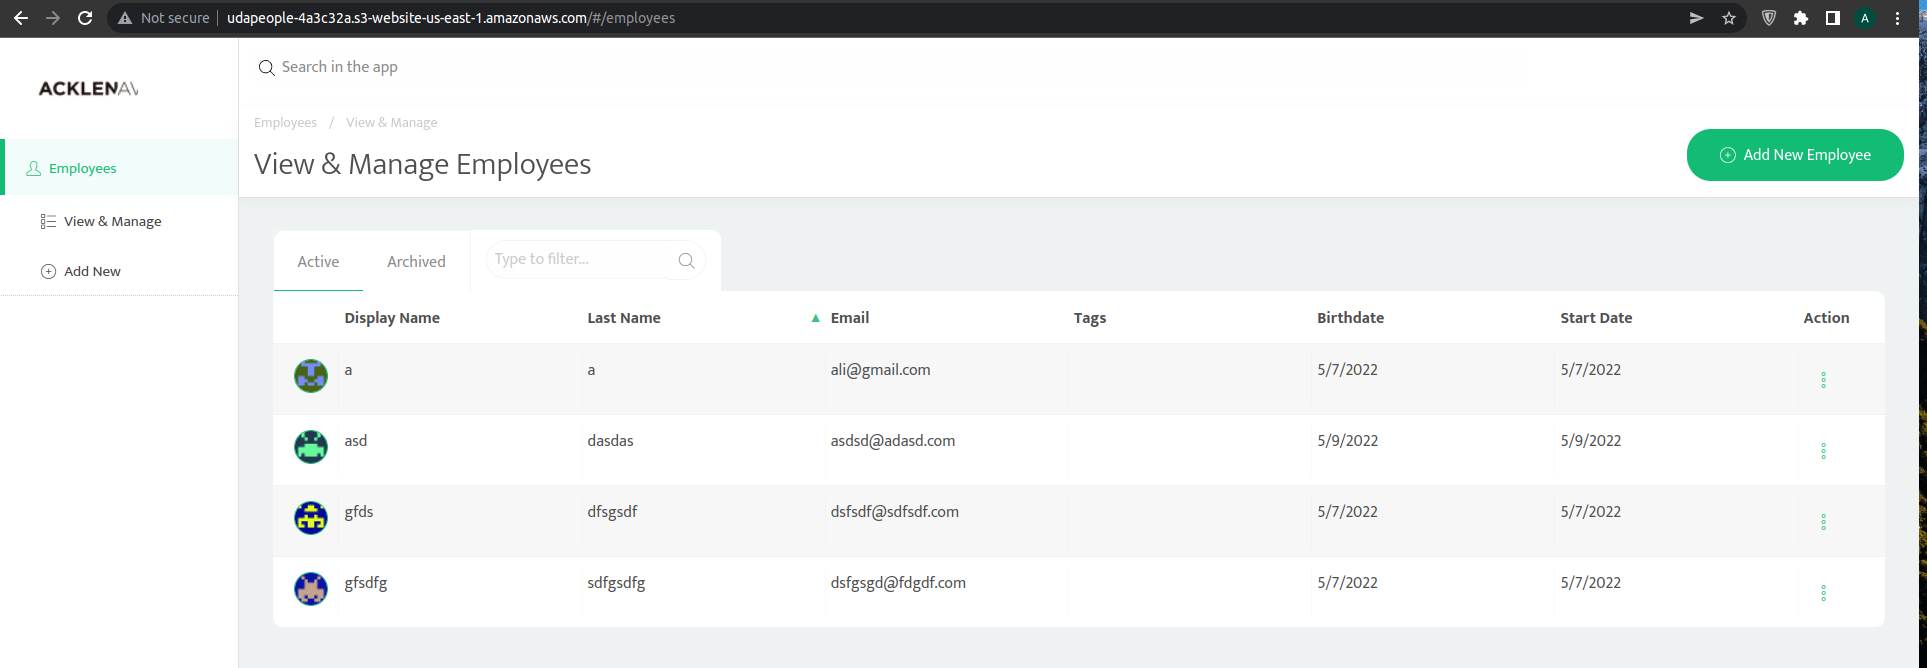 Not secure udapeople-4a3c32a.s3-website-us-east-1.amazonaws.com/#/employees A
ACKLENAV
Search in the app
Employees / View & Manage
View & Manage Employees
Add New Employee
Employees
View & Manage
Add New
Active Archived Type to filter...
Display Name Last Name ▲ Email Tags Birthdate Start Date Action
a a ali@gmail.com 5/7/2022 5/7/2022
asd dasdas asdsd@adasd.com 5/9/2022 5/9/2022
gfds dfsgsdf dsfsdf@sdfsdf.com 5/7/2022 5/7/2022
gfsdfg sdfgsdfg dsfgsgd@fdgdf.com 5/7/2022 5/7/2022